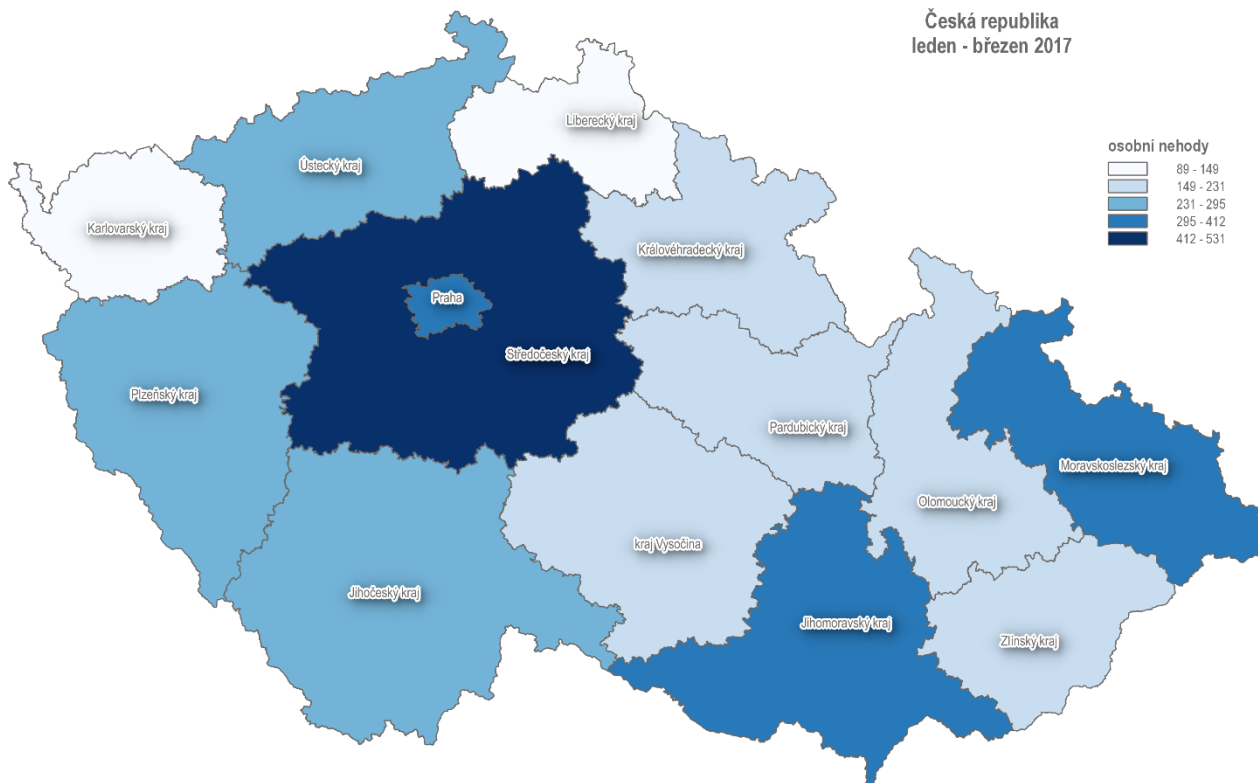 Česká republika
leden - březen 2017
osobní nehody
89 - 149
149 - 231
231 - 295
295 - 412
412 - 531
Liberecký kraj
Ústecký kraj
Karlovarský kraj
Královéhradecký kraj
Praha
Středočeský kraj
Plzeňský kraj
Pardubický kraj
Moravskoslezský kraj
Olomoucký kraj
kraj Vysočina
Jihočeský kraj
Jihomoravský kraj
Zlínský kraj